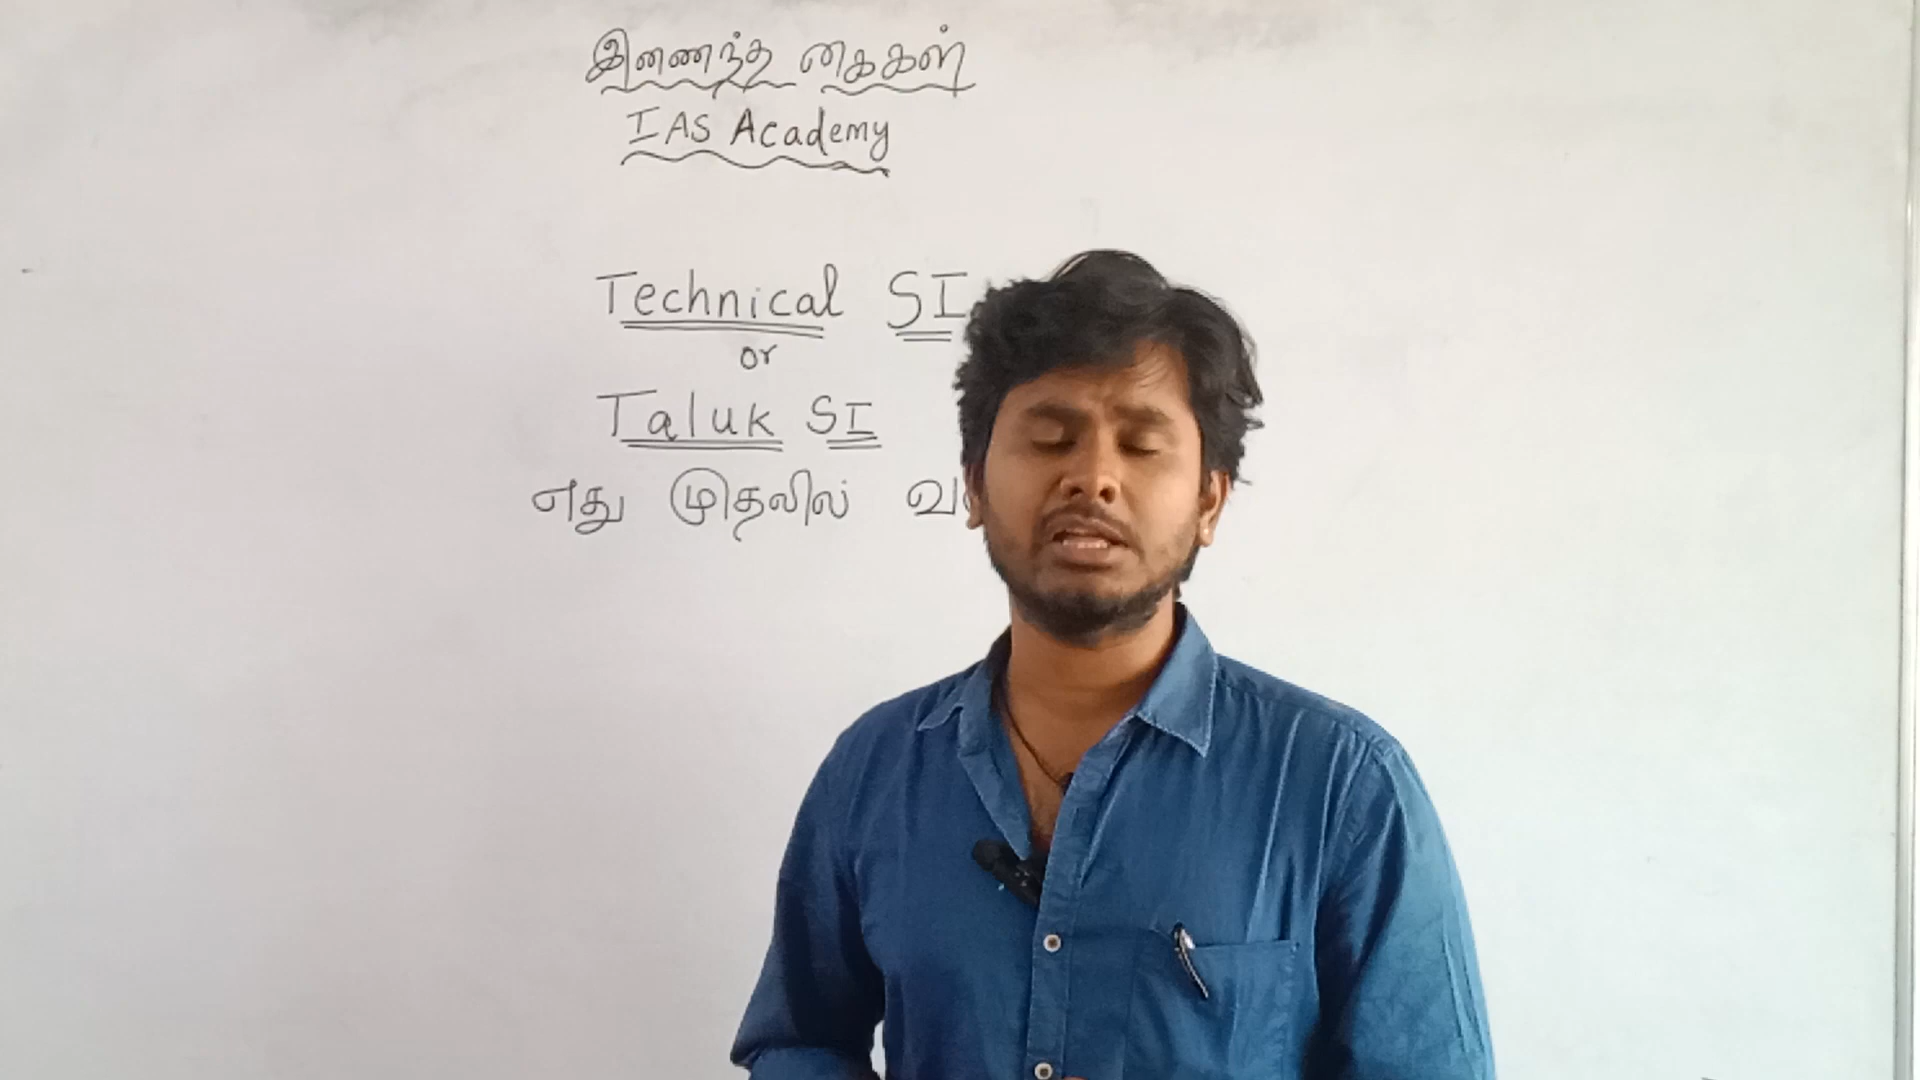 இணைந்த கைகள்
IAS Academy
Technical SI
or
Taluk SI
எது முதலில்